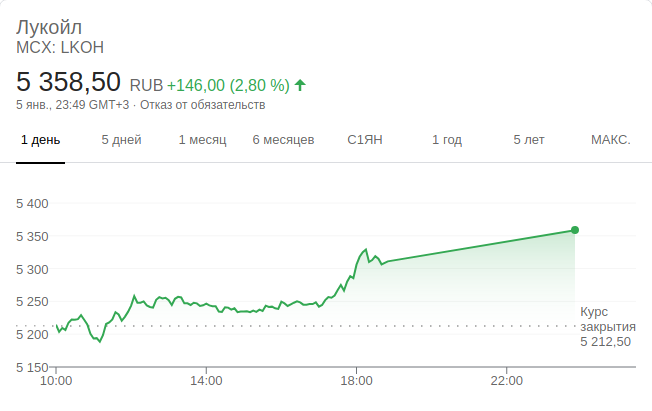 Лукойл
MCX: LKOH
5 358,50 RUB +146,00 (2,80 %)
5 янв., 23:49 GMT+3 · Отказ от обязательств
1 день 5 дней 1 месяц 6 месяцев С1ЯН 1 год 5 лет МАКС.
5 400
5 350
5 300
5 250
Курс
закрытия
5 200
5 212,50
5 150
10:00 14:00 18:00 22:00